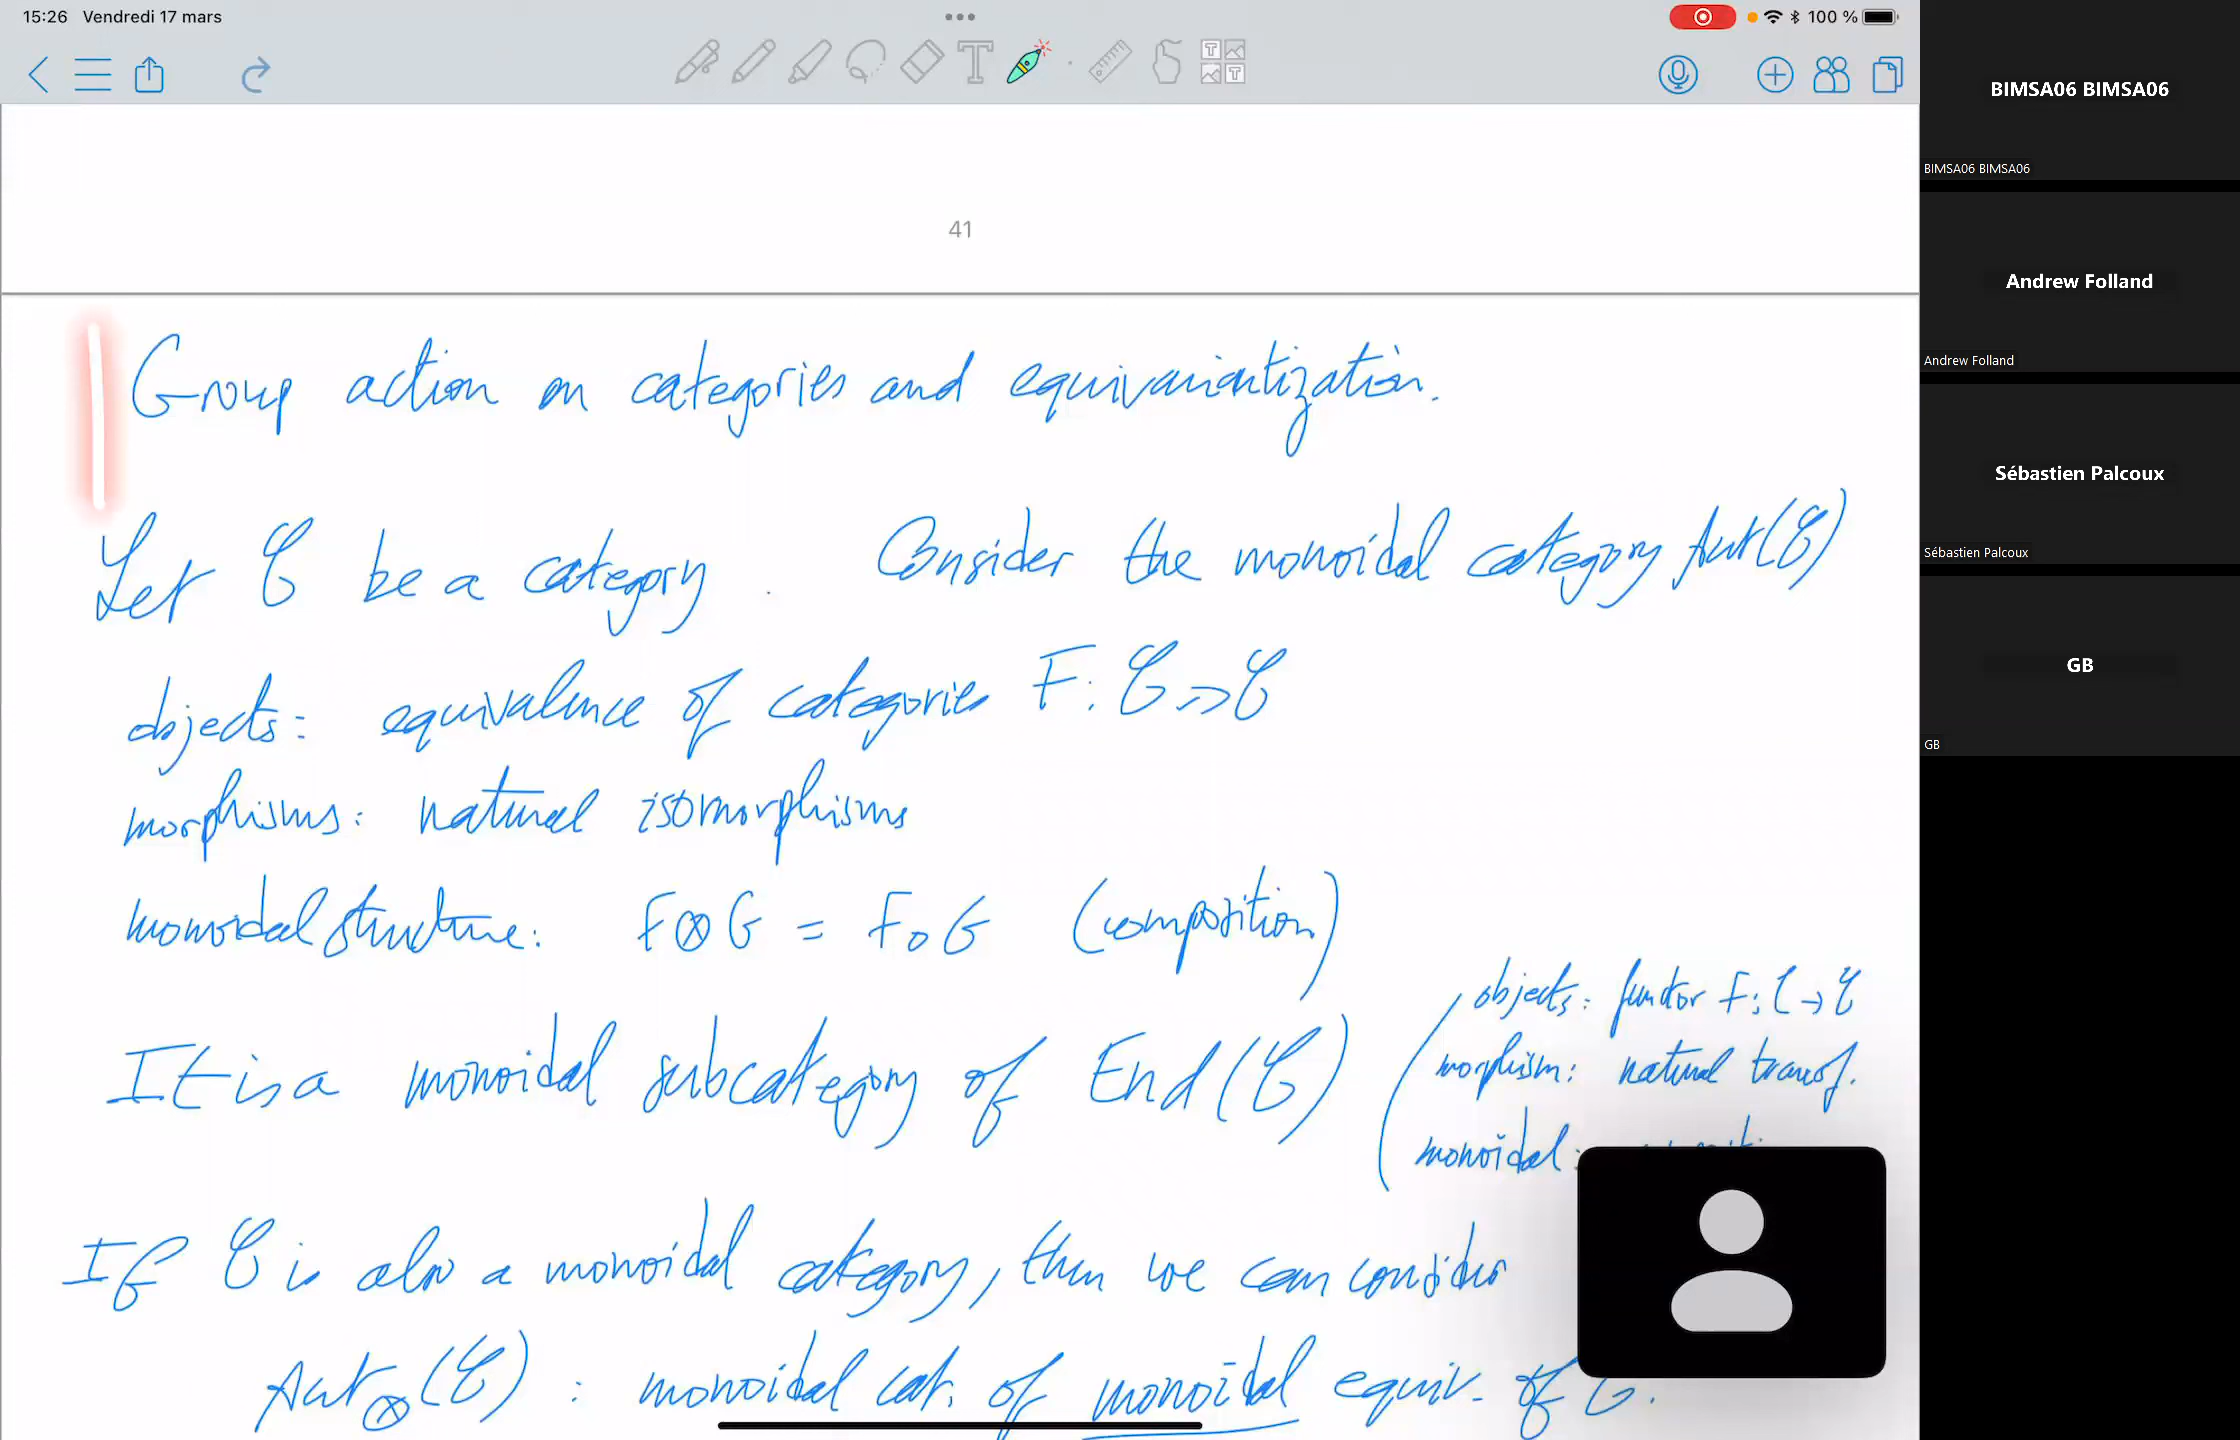 15:26 Vendredi 17 mars
100 %
41
Group action on categories and equivariantization.
Let 𝒞 be a category. Consider the monoidal category Aut(𝒞)
objects: equivalence of categories F: 𝒞 → 𝒞
morphisms: natural isomorphisms
monoidal structure: F⊗G = F∘G (composition)
It is a monoidal subcategory of End(𝒞)
objects: functor F: 𝒞 → 𝒞
morphism: natural transf.
monoidal:
If 𝒞 is also a monoidal category, then we can consider
Aut⊗(𝒞) : monoidal cat. of monoidal equiv. of 𝒞.
BIMSA06 BIMSA06
BIMSA06 BIMSA06
Andrew Folland
Andrew Folland
Sébastien Palcoux
Sébastien Palcoux
GB
GB